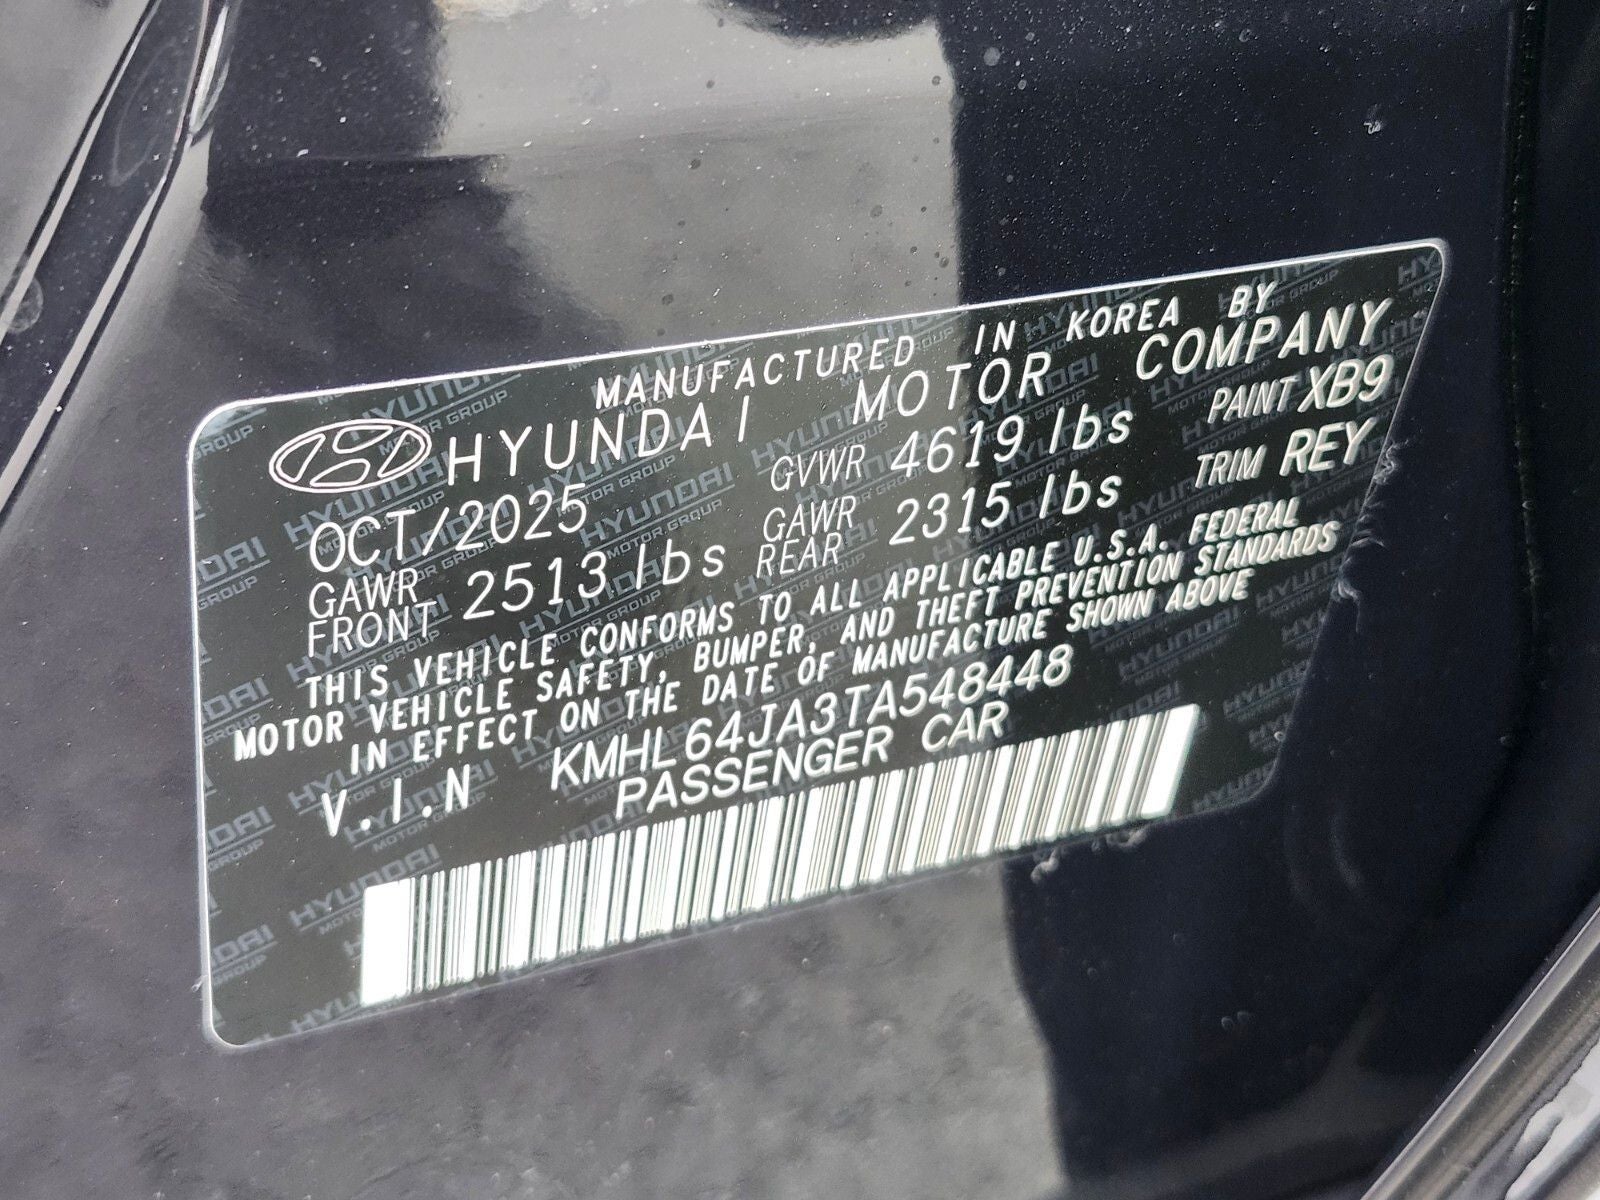 MANUFACTURED IN KOREA BY
HYUNDAI MOTOR COMPANY
OCT/2025 GVWR 4619 lbs PAINT XB9
GAWR FRONT 2513 lbs GAWR REAR 2315 lbs TRIM REY
THIS VEHICLE CONFORMS TO ALL APPLICABLE U.S.A. FEDERAL
MOTOR VEHICLE SAFETY, BUMPER, AND THEFT PREVENTION STANDARDS
IN EFFECT ON THE DATE OF MANUFACTURE SHOWN ABOVE
V.I.N KMHL64JA3TA548448
PASSENGER CAR
HYUNDAI
MOTOR GROUP